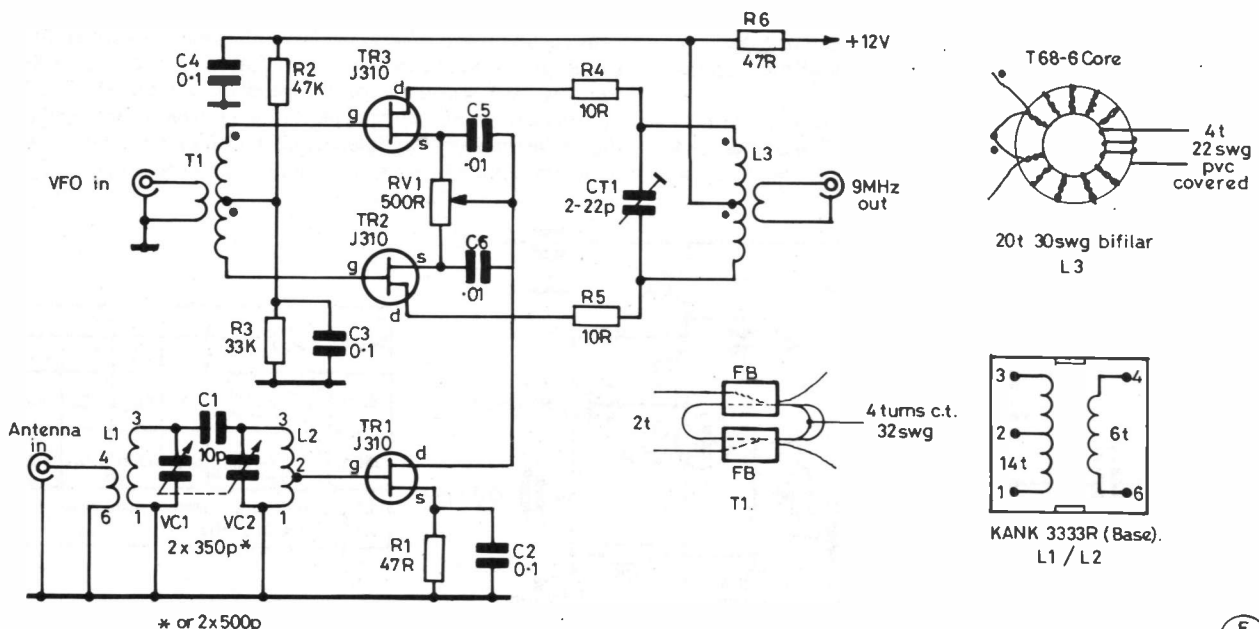 R6
47R
+12V
C4
0·1
R2
47K
TR3
J310
d
g
s
R4
10R
C5
·01
T1
VFO in
RV1
500R
CT1
2-22p
L3
9MHz
out
TR2
J310
g
s
d
C6
·01
R5
10R
R3
33K
C3
0·1
T68-6 Core
4t
22swg
pvc
covered
20t 30swg bifilar
L3
FB
2t
4 turns c.t.
32swg
FB
T1.
3
2
14t
1
4
6t
6
KANK 3333R (Base).
L1 / L2
Antenna
in
4
6
L1
3
1
C1
10p
VC1
VC2
2 x 350p*
3
L2
2
1
TR1
J310
g
d
s
R1
47R
C2
0·1
* or 2x500p
5